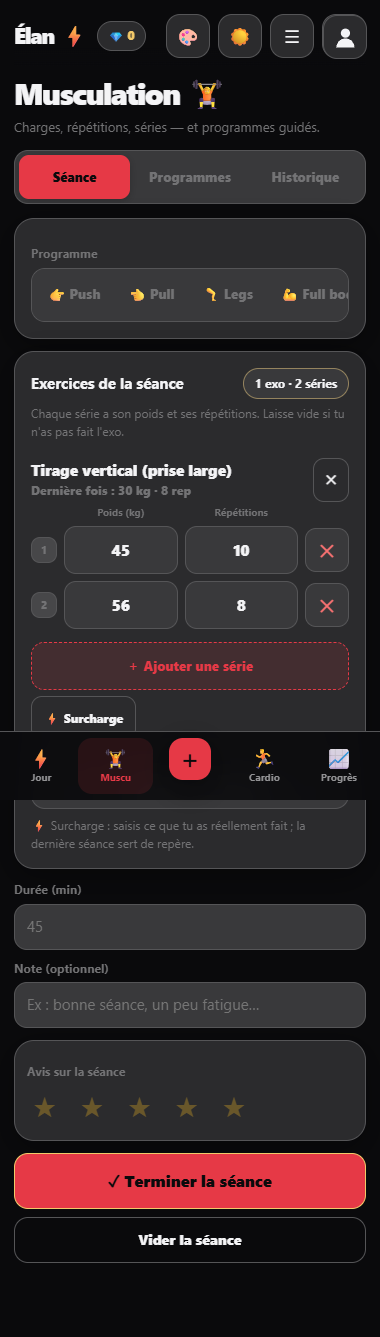 Élan
0
Musculation
Charges, répétitions, séries — et programmes guidés.
Séance
Programmes
Historique
Programme
Push
Pull
Legs
Full
Exercices de la séance
1 exo · 2 séries
Chaque série a son poids et ses répétitions. Laisse vide si tu
n'as pas fait l'exo.
Tirage vertical (prise large)
Dernière fois : 30 kg · 8 rep
Poids (kg)
Répétitions
1
45
10
2
56
8
+ Ajouter une série
Surcharge
Jour
Muscu
+
Cardio
Progrès
Surcharge : saisis ce que tu as réellement fait ; la
dernière séance sert de repère.
Durée (min)
45
Note (optionnel)
Ex : bonne séance, un peu fatigue...
Avis sur la séance
✓ Terminer la séance
Vider la séance